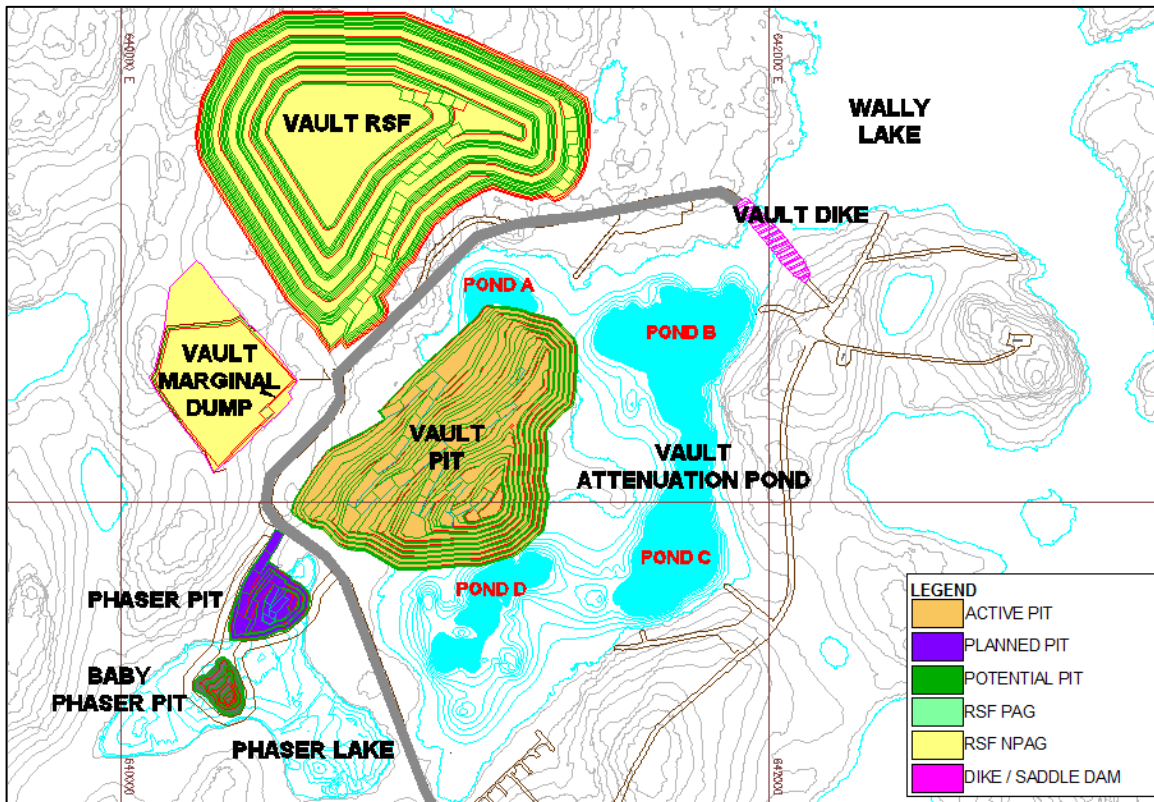 640000 E
642000 E
WALLY
LAKE
VAULT RSF
VAULT DIKE
POND A
POND B
VAULT
MARGINAL
DUMP
VAULT
PIT
VAULT
ATTENUATION POND
POND C
POND D
PHASER PIT
BABY
PHASER PIT
PHASER LAKE
LEGEND
ACTIVE PIT
PLANNED PIT
POTENTIAL PIT
RSF PAG
RSF NPAG
DIKE / SADDLE DAM
640000
642000 E